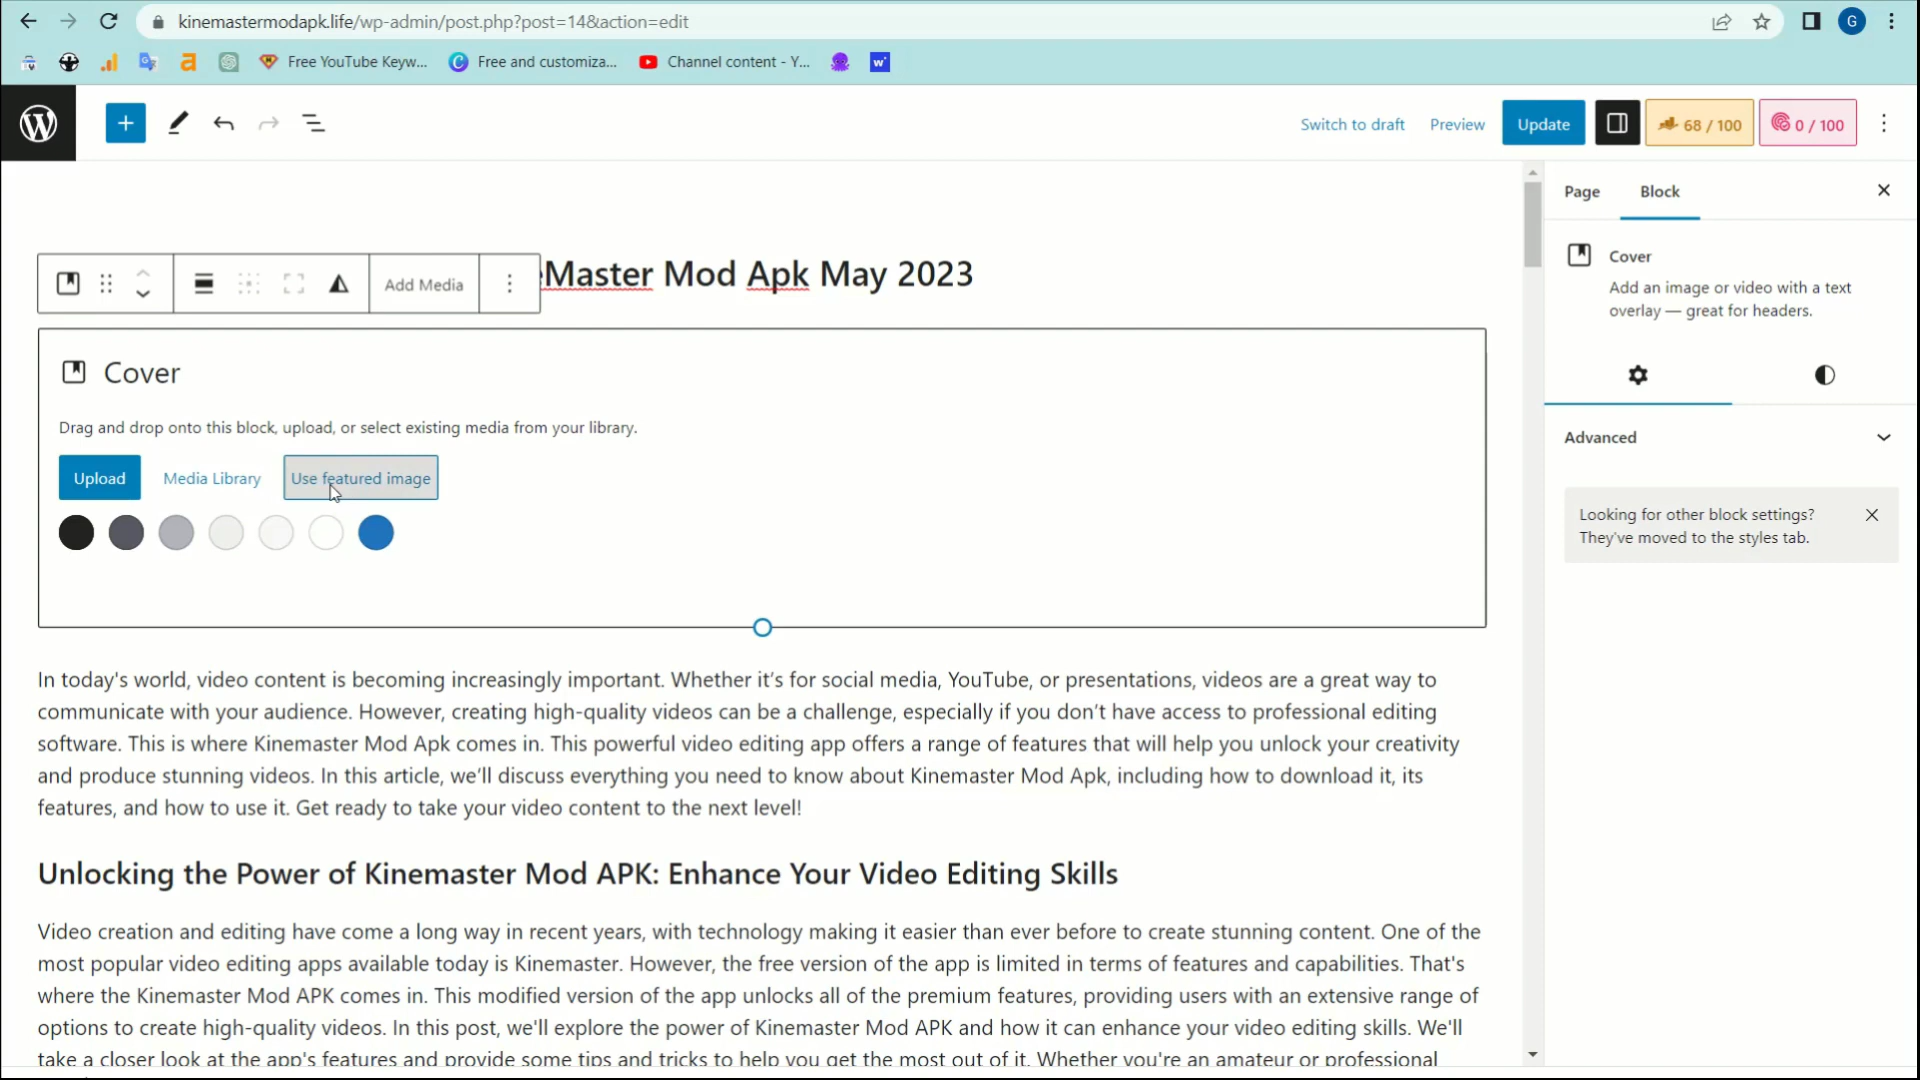 kinemastermodapk.life/wp-admin/post.php?post=14&action=edit
G
Free YouTube Keyw...
Free and customiza...
Channel content - Y...
Switch to draft
Preview
Update
68 / 100
0 / 100
Page
Block
Cover
Add an image or video with a text
overlay — great for headers.
Add Media
Master Mod Apk May 2023
Cover
Drag and drop onto this block, upload, or select existing media from your library.
Upload
Media Library
Use featured image
Advanced
Looking for other block settings?
They've moved to the styles tab.
In today's world, video content is becoming increasingly important. Whether it's for social media, YouTube, or presentations, videos are a great way to
communicate with your audience. However, creating high-quality videos can be a challenge, especially if you don't have access to professional editing
software. This is where Kinemaster Mod Apk comes in. This powerful video editing app offers a range of features that will help you unlock your creativity
and produce stunning videos. In this article, we'll discuss everything you need to know about Kinemaster Mod Apk, including how to download it, its
features, and how to use it. Get ready to take your video content to the next level!
Unlocking the Power of Kinemaster Mod APK: Enhance Your Video Editing Skills
Video creation and editing have come a long way in recent years, with technology making it easier than ever before to create stunning content. One of the
most popular video editing apps available today is Kinemaster. However, the free version of the app is limited in terms of features and capabilities. That's
where the Kinemaster Mod APK comes in. This modified version of the app unlocks all of the premium features, providing users with an extensive range of
options to create high-quality videos. In this post, we'll explore the power of Kinemaster Mod APK and how it can enhance your video editing skills. We'll
take a closer look at the app's features and provide some tips and tricks to help you get the most out of it. Whether you're an amateur or professional